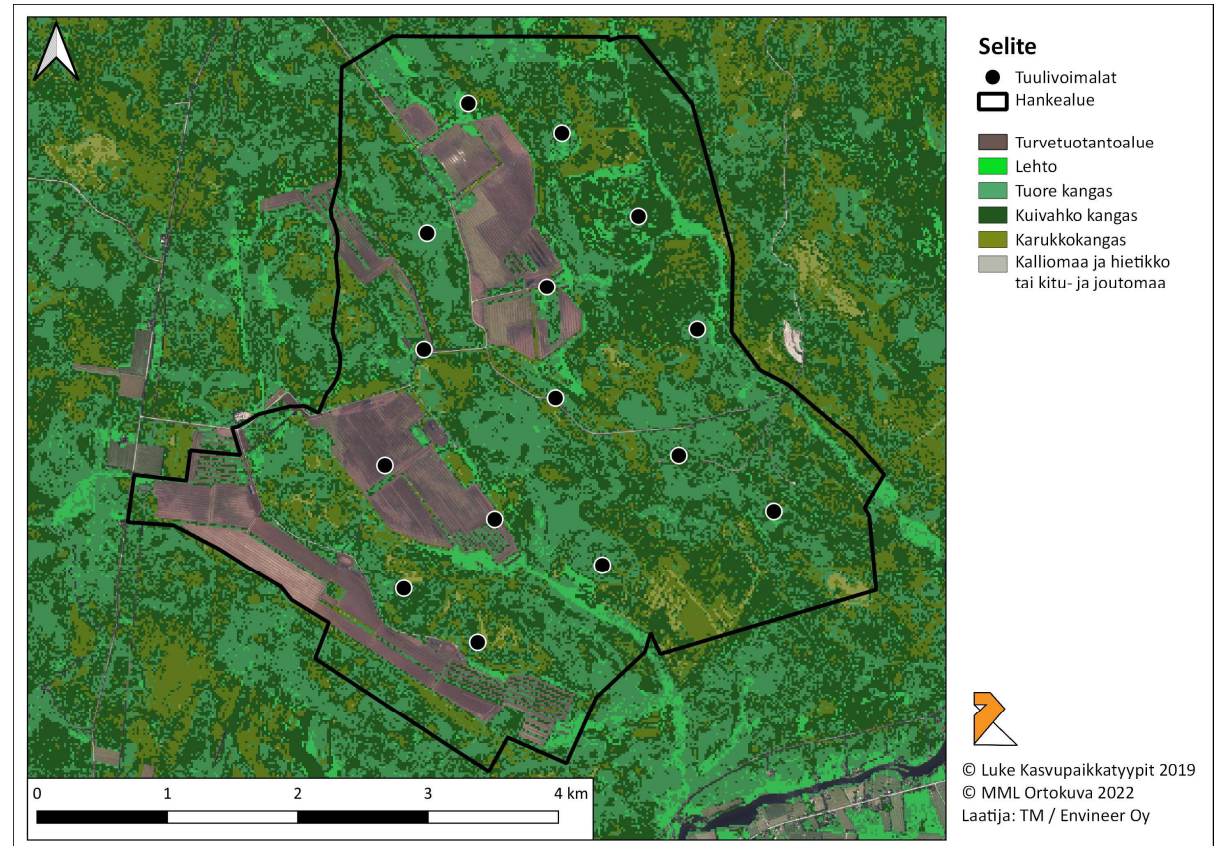 Selite
Tuulivoimalat
Hankealue
Turvetuotantoalue
Lehto
Tuore kangas
Kuivahko kangas
Karukkokangas
Kalliomaa ja hietikko
tai kitu- ja joutomaa
0 1 2 3 4 km
© Luke Kasvupaikkatyypit 2019
© MML Ortokuva 2022
Laatija: TM / Envineer Oy